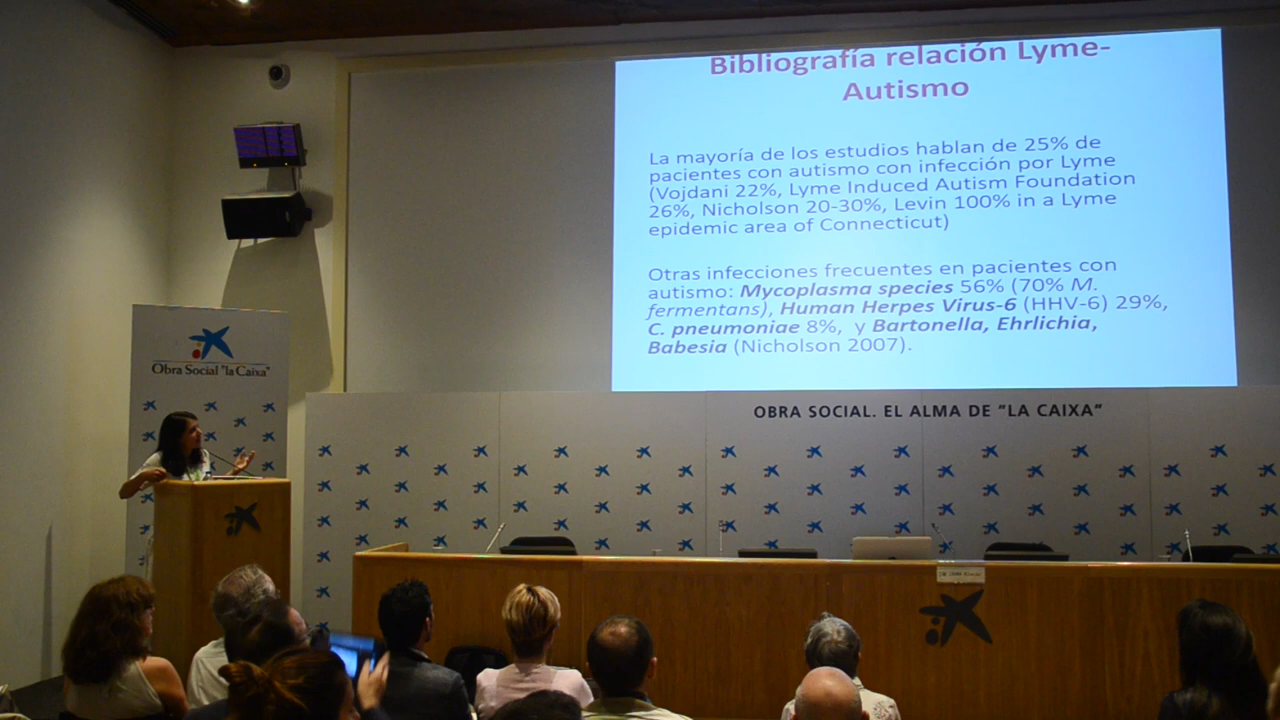 Bibliografía relación Lyme-
Autismo
La mayoría de los estudios hablan de 25% de
pacientes con autismo con infección por Lyme
(Vojdani 22%, Lyme Induced Autism Foundation
26%, Nicholson 20-30%, Levin 100% in a Lyme
epidemic area of Connecticut)
Otras infecciones frecuentes en pacientes con
autismo: Mycoplasma species 56% (70% M.
fermentans), Human Herpes Virus-6 (HHV-6) 29%,
C. pneumoniae 8%, y Bartonella, Ehrlichia,
Babesia (Nicholson 2007).
Obra Social "la Caixa"
OBRA SOCIAL. EL ALMA DE "LA CAIXA"